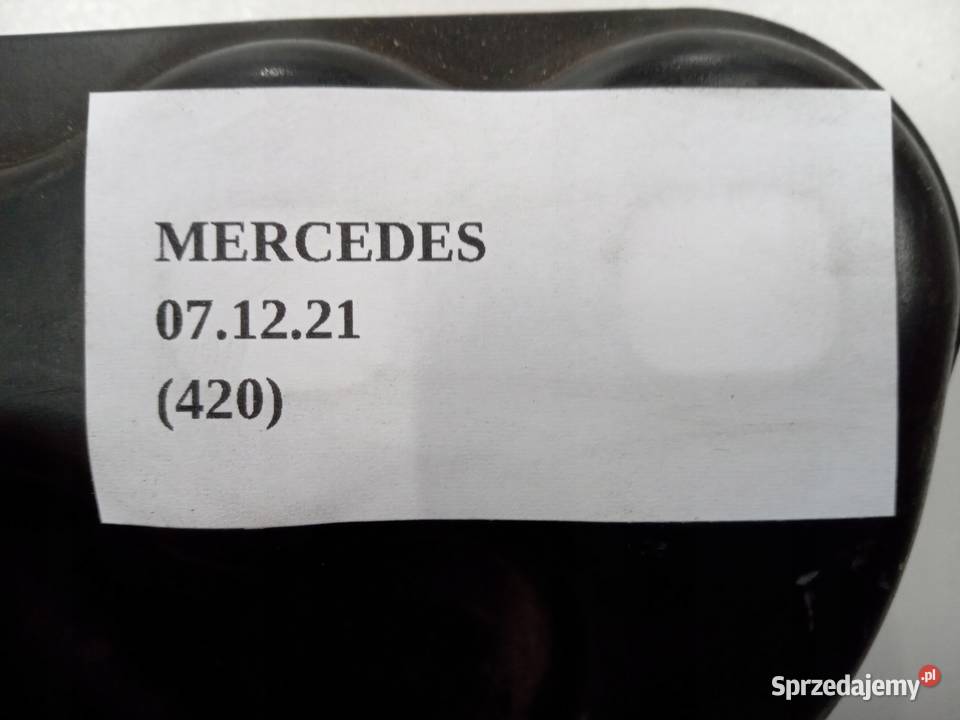 MERCEDES
07.12.21
(420)
Sprzedajemy.pl